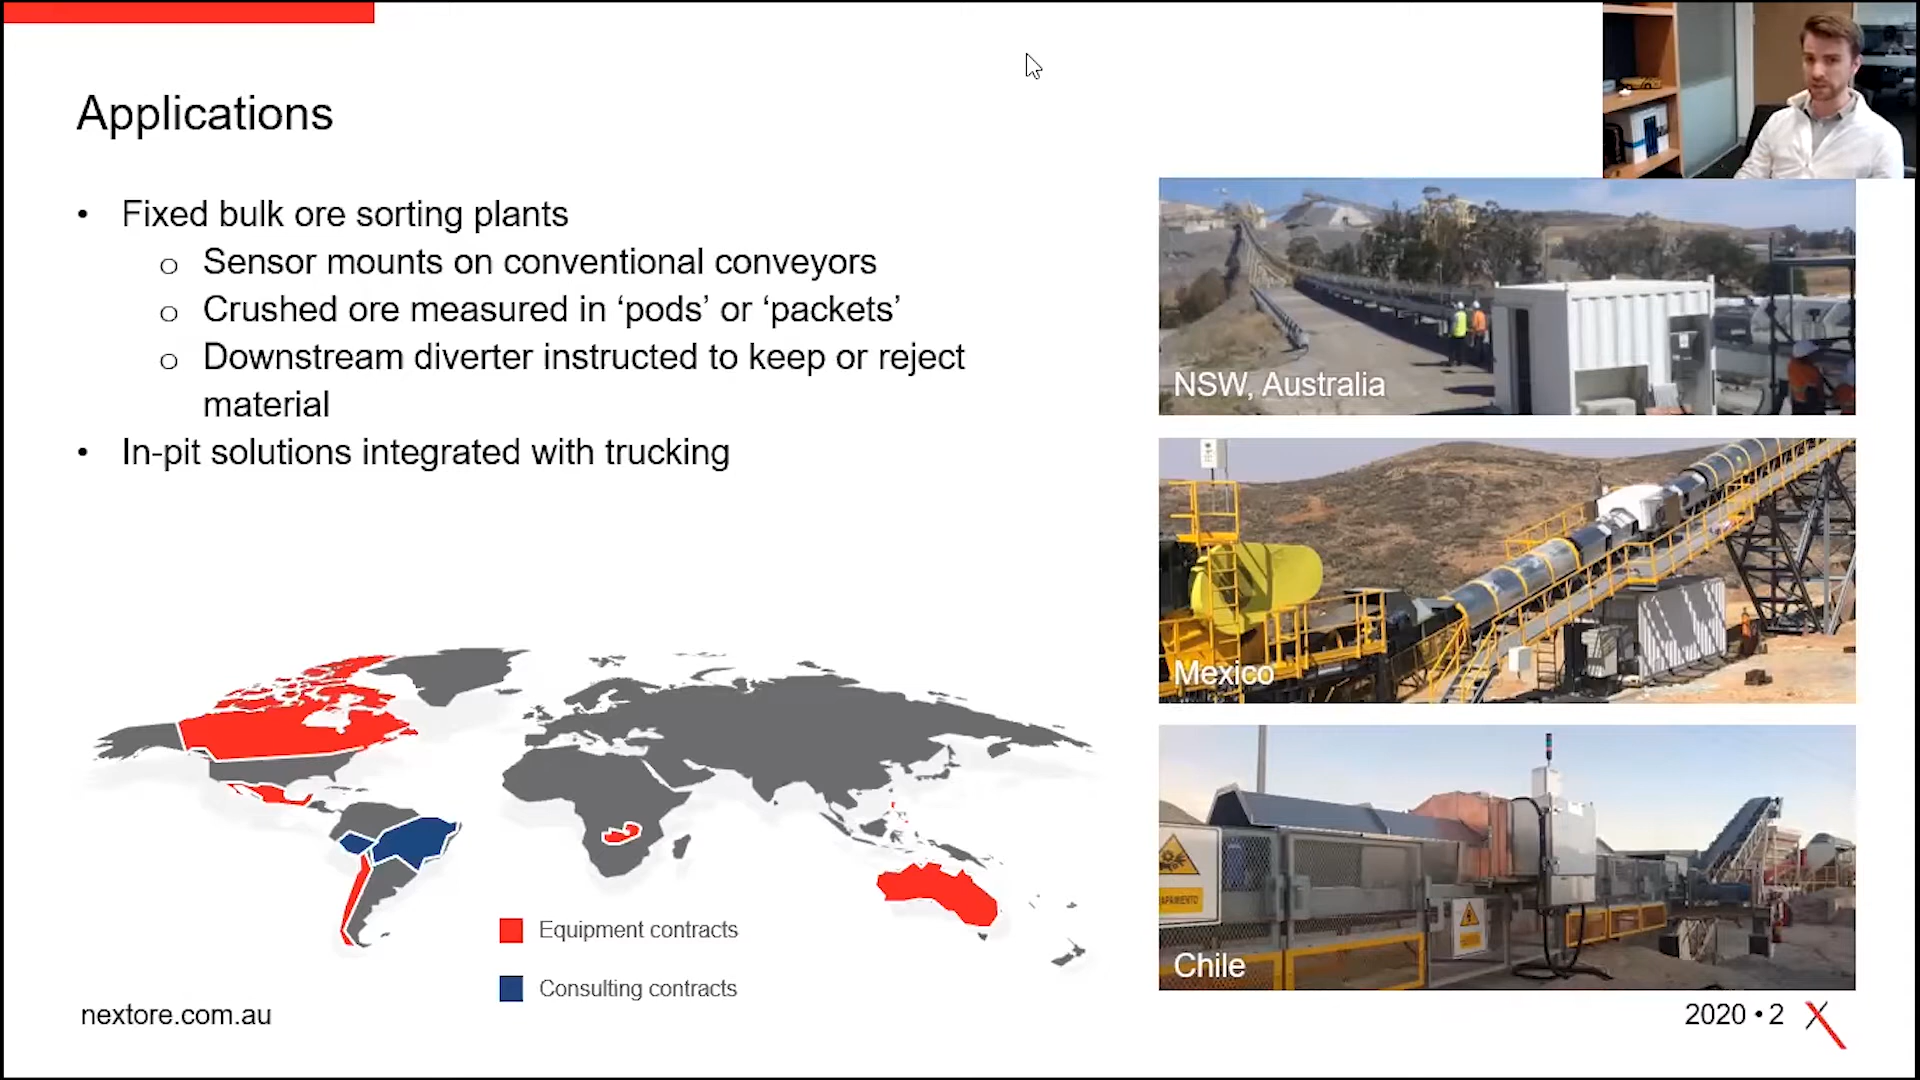 Applications
• Fixed bulk ore sorting plants
o Sensor mounts on conventional conveyors
o Crushed ore measured in ‘pods’ or ‘packets’
o Downstream diverter instructed to keep or reject
material
• In-pit solutions integrated with trucking
NSW, Australia
Mexico
Chile
Equipment contracts
Consulting contracts
nextore.com.au
2020 • 2